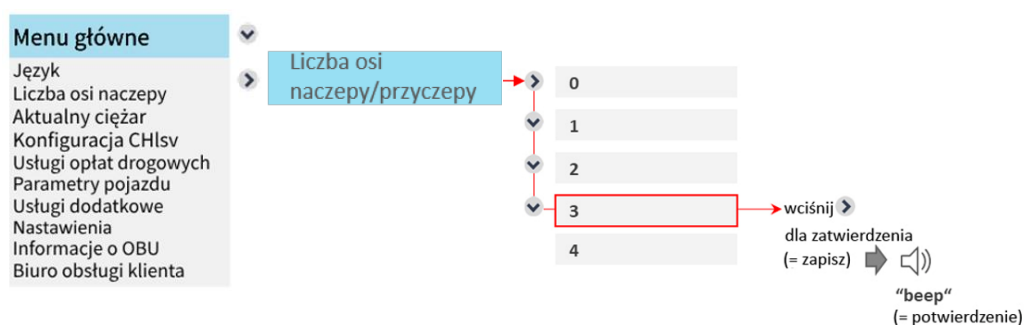 Menu główne
Język
Liczba osi naczepy
Aktualny ciężar
Konfiguracja CHlsv
Usługi opłat drogowych
Parametry pojazdu
Usługi dodatkowe
Nastawienia
Informacje o OBU
Biuro obsługi klienta
Liczba osi
naczepy/przyczepy
0
1
2
3
4
wciśnij
dla zatwierdzenia
(= zapisz)
“beep“
(= potwierdzenie)